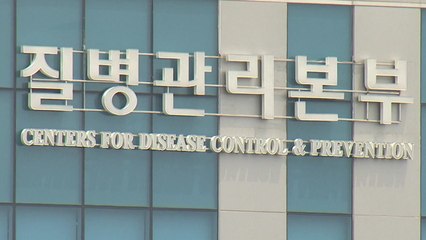 질병관리본부
CENTERS FOR DISEASE CONTROL & PREVENTION